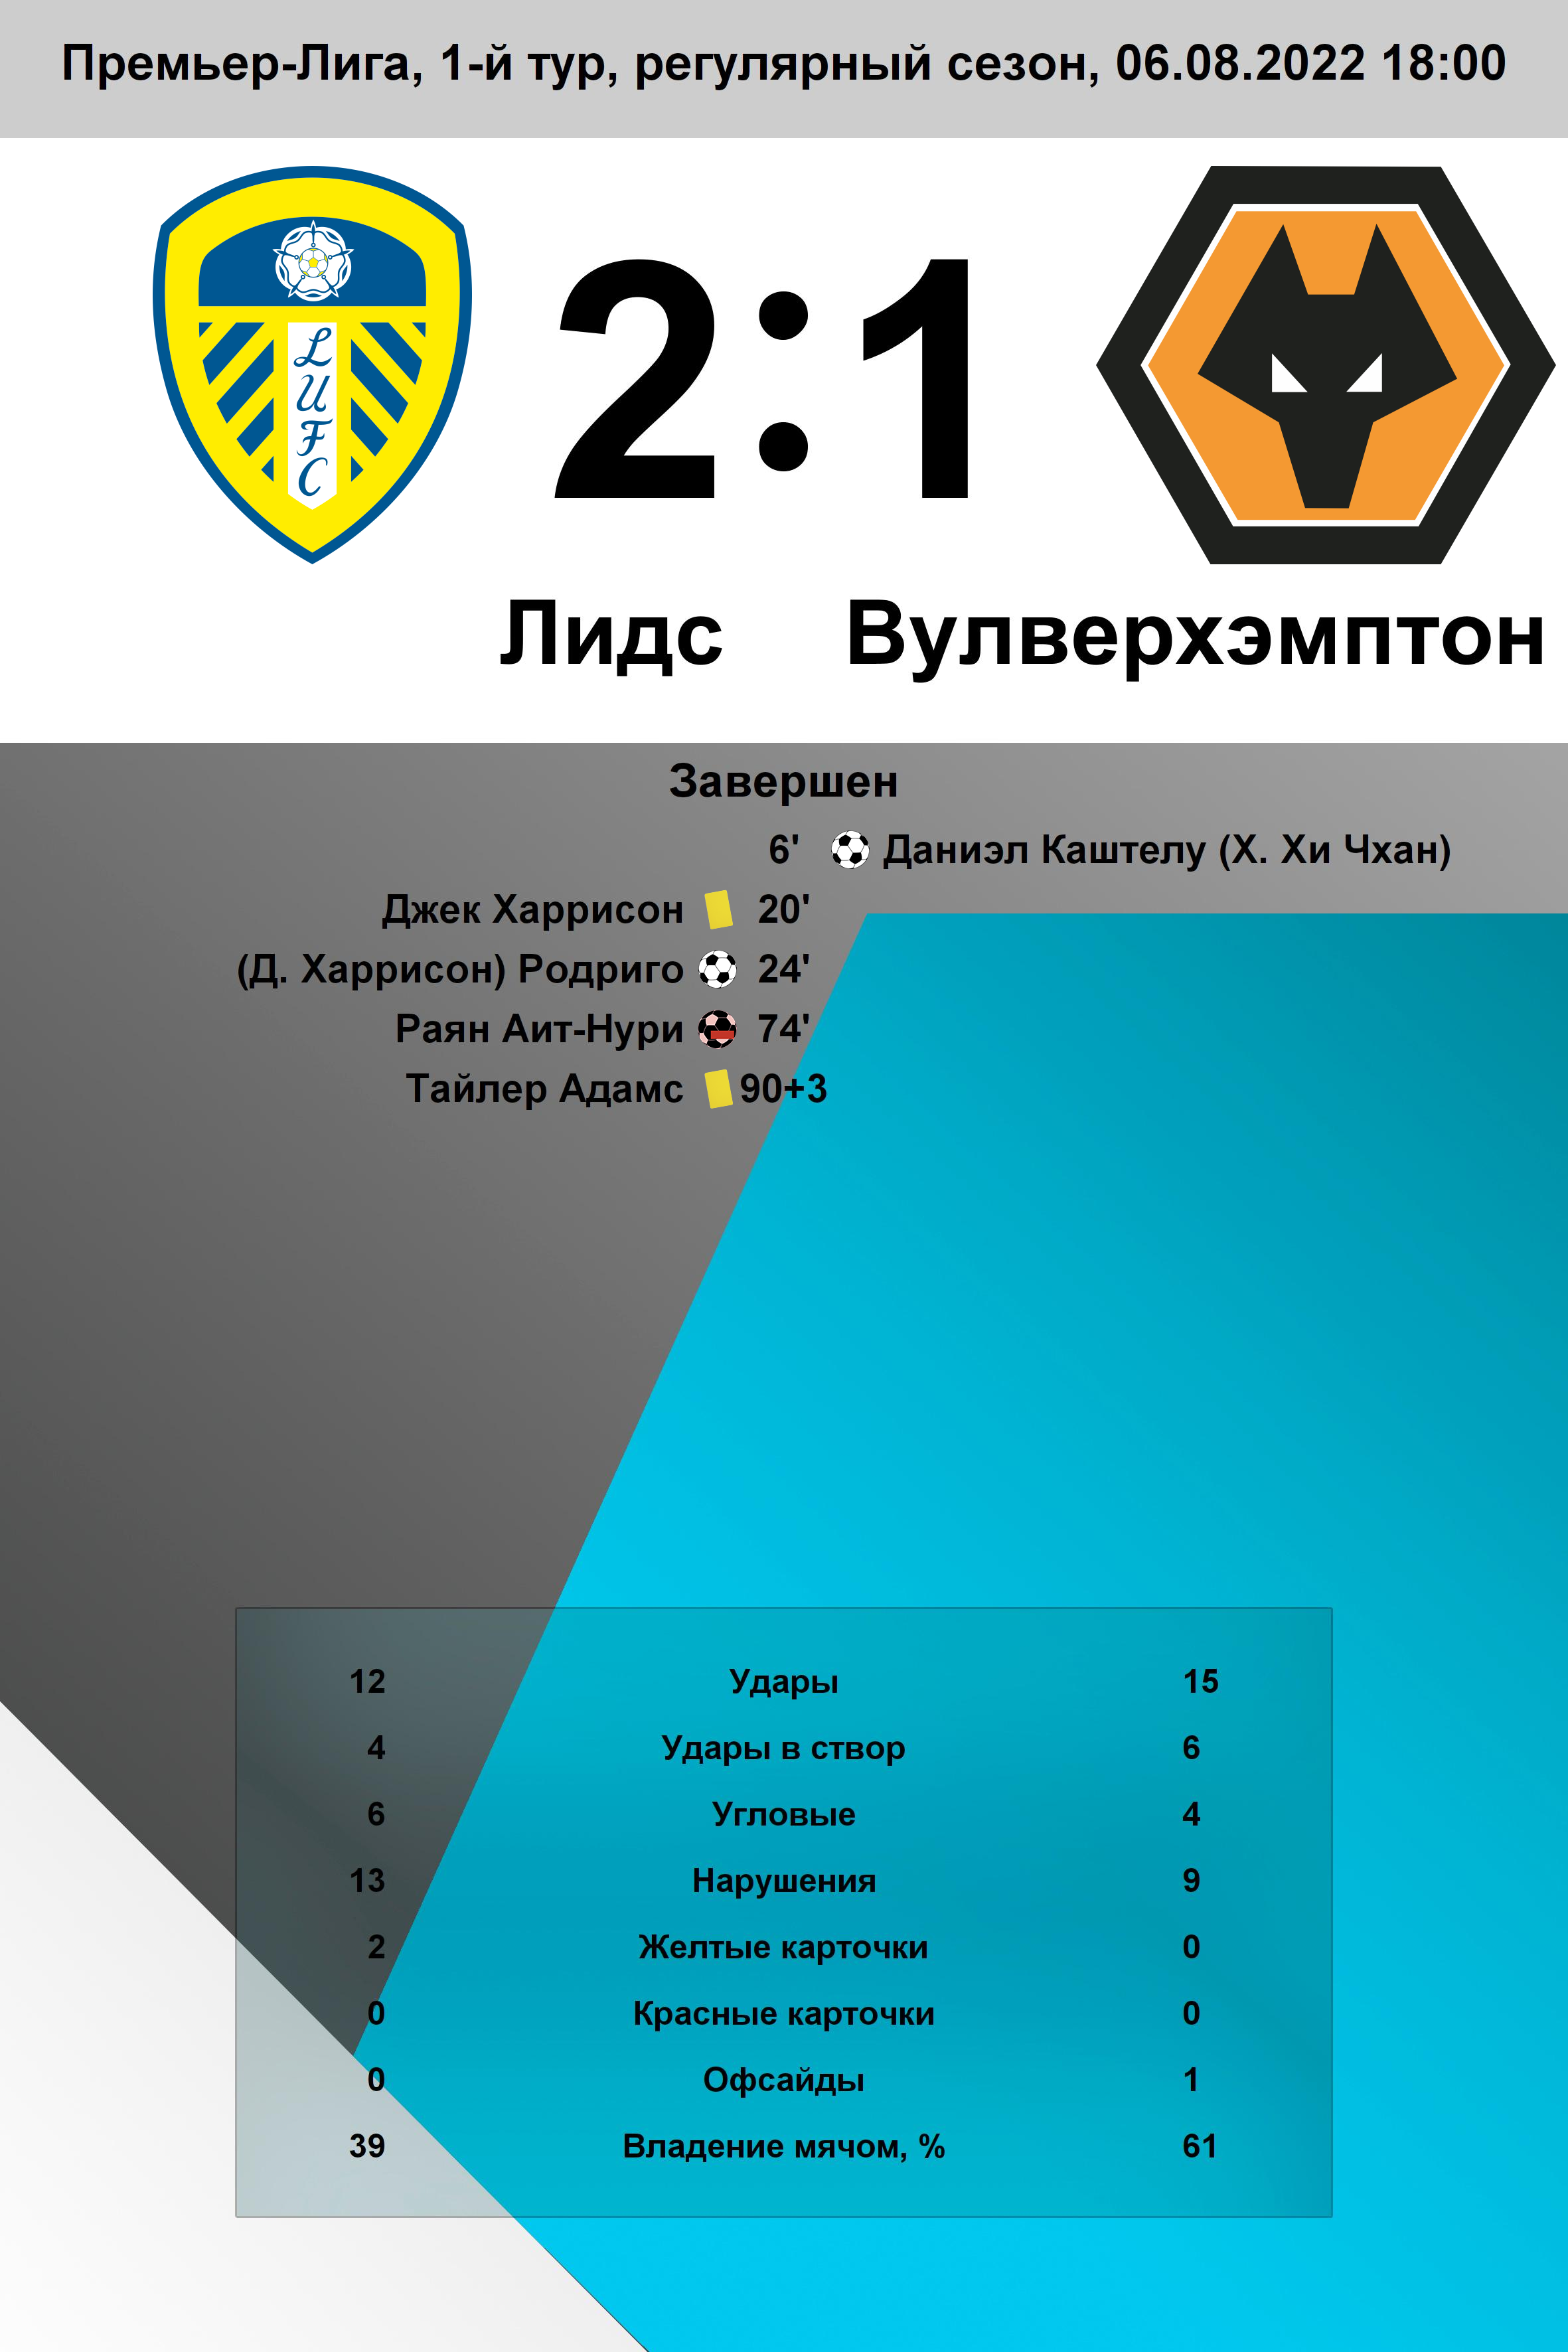 Премьер-Лига, 1-й тур, регулярный сезон, 06.08.2022 18:00
L
U
F
C
2:1
Лидс Вулверхэмптон
Завершен
6' Даниэл Каштелу (Х. Хи Чхан)
Джек Харрисон 20'
(Д. Харрисон) Родриго 24'
Раян Аит-Нури 74'
Тайлер Адамс 90+3
12 Удары 15
4 Удары в створ 6
6 Угловые 4
13 Нарушения 9
2 Желтые карточки 0
0 Красные карточки 0
0 Офсайды 1
39 Владение мячом, % 61